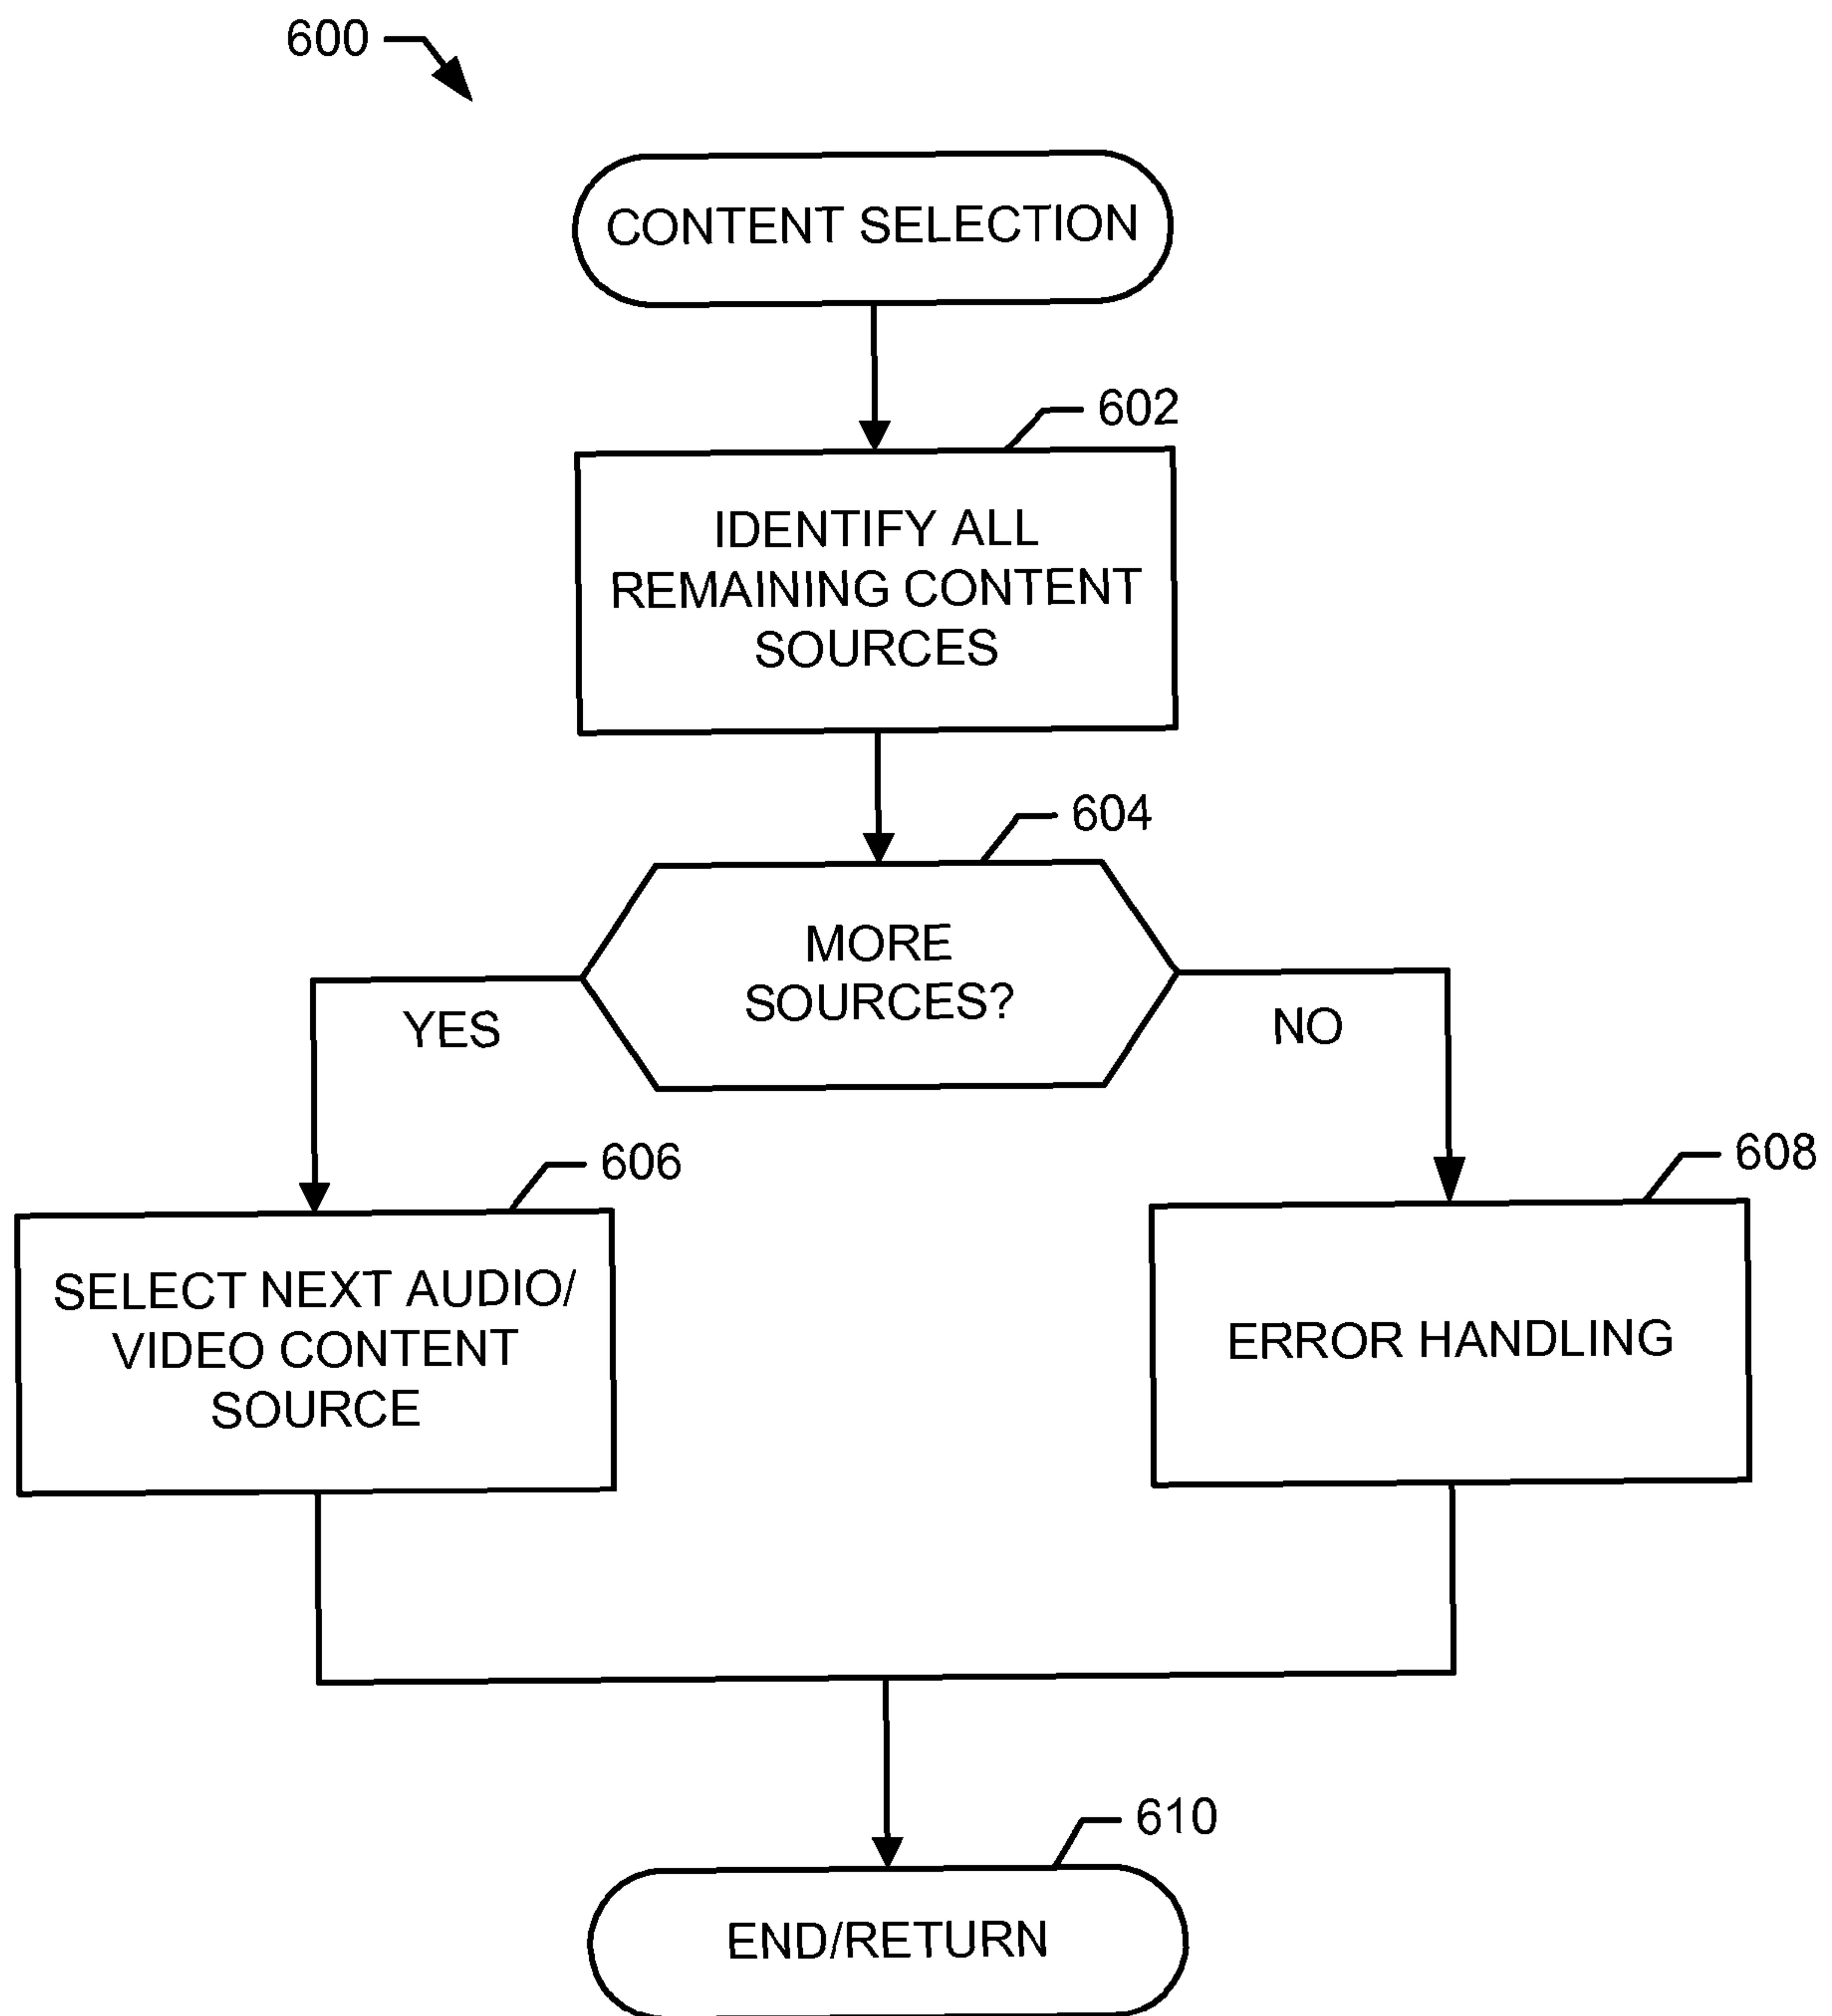 600
CONTENT SELECTION
602
IDENTIFY ALL
REMAINING CONTENT
SOURCES
604
MORE
SOURCES?
YES
NO
606
SELECT NEXT AUDIO/
VIDEO CONTENT
SOURCE
608
ERROR HANDLING
610
END/RETURN